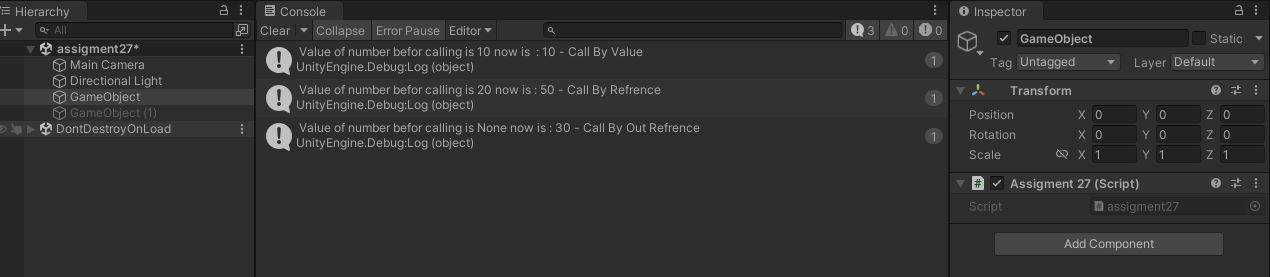 Hierarchy
All
assigment27*
Main Camera
Directional Light
GameObject
GameObject (1)
DontDestroyOnLoad
Console
Clear Collapse Error Pause Editor 3 0 0
Value of number befor calling is 10 now is : 10 - Call By Value
UnityEngine.Debug:Log (object)
1
Value of number befor calling is 20 now is : 50 - Call By Refrence
UnityEngine.Debug:Log (object)
1
Value of number befor calling is None now is : 30 - Call By Out Refrence
UnityEngine.Debug:Log (object)
1
Inspector
GameObject Static
Tag Untagged Layer Default
Transform
Position X 0 Y 0 Z 0
Rotation X 0 Y 0 Z 0
Scale X 1 Y 1 Z 1
# Assigment 27 (Script)
Script assigment27
Add Component